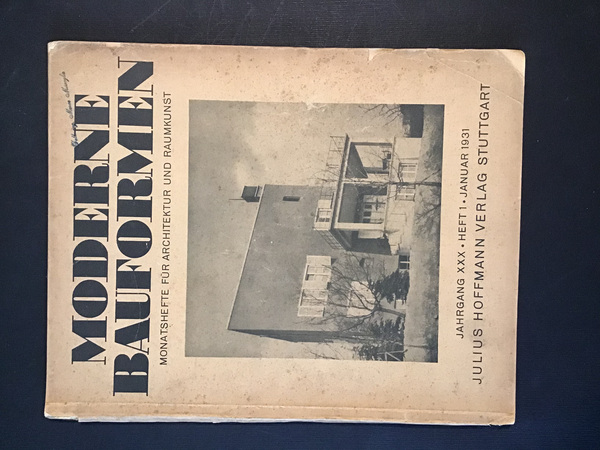 MODERNE
BAUFORMEN
MONATSHEFTE FÜR ARCHITEKTUR UND RAUMKUNST
JAHRGANG XXX • HEFT 1 • JANUAR 1931
JULIUS HOFFMANN VERLAG STUTTGART